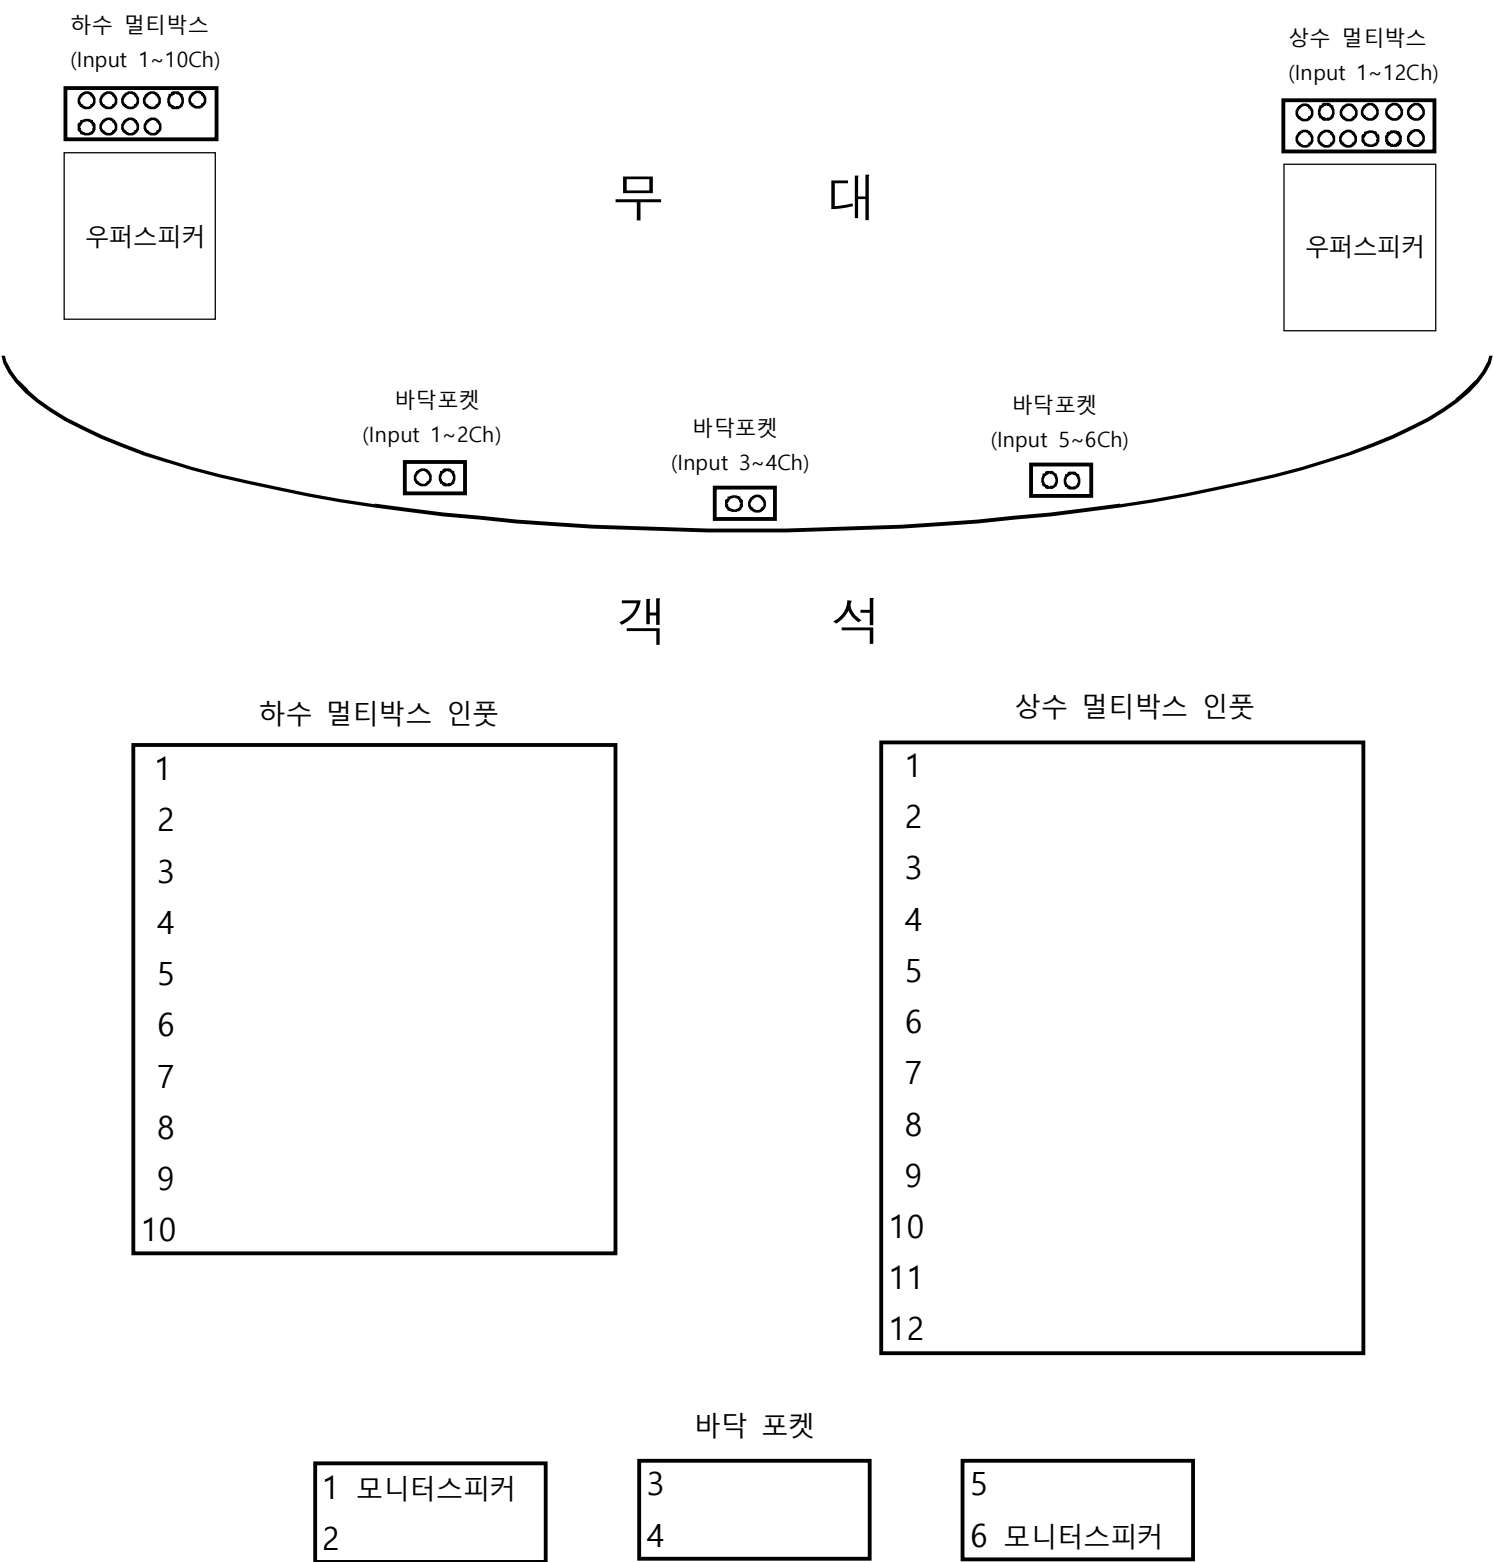 하수 멀티박스
(Input 1~10Ch)
상수 멀티박스
(Input 1~12Ch)
우퍼스피커
무 대
우퍼스피커
바닥포켓
(Input 1~2Ch)
바닥포켓
(Input 3~4Ch)
바닥포켓
(Input 5~6Ch)
객 석
하수 멀티박스 인풋
1
2
3
4
5
6
7
8
9
10
상수 멀티박스 인풋
1
2
3
4
5
6
7
8
9
10
11
12
바닥 포켓
1 모니터스피커
2
3
4
5
6 모니터스피커